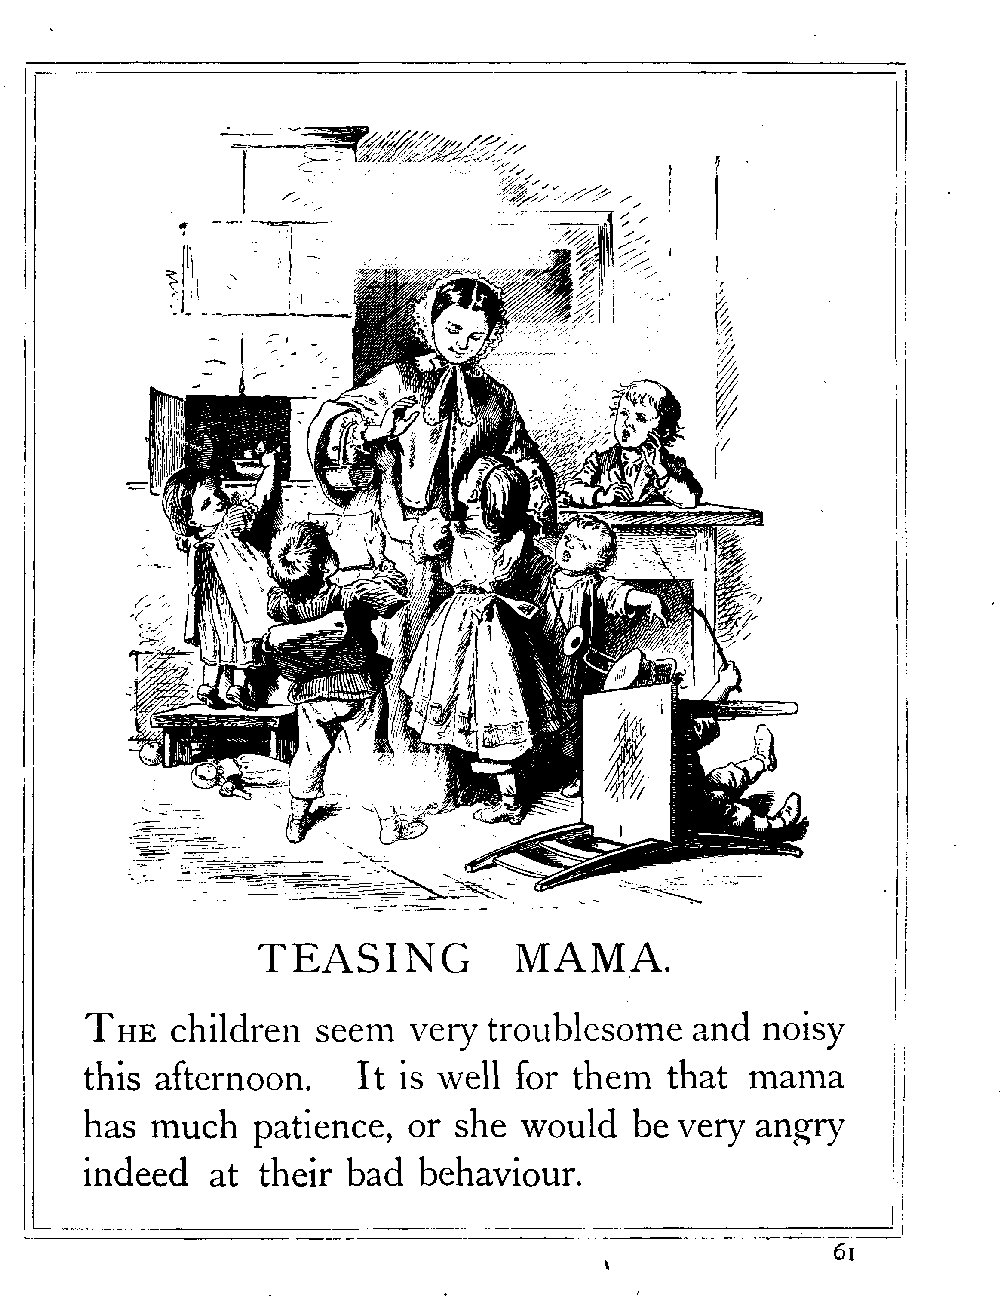 TEASING MAMA.
THE children seem very troublesome and noisy
this afternoon. It is well for them that mama
has much patience, or she would be very angry
indeed at their bad behaviour.
61